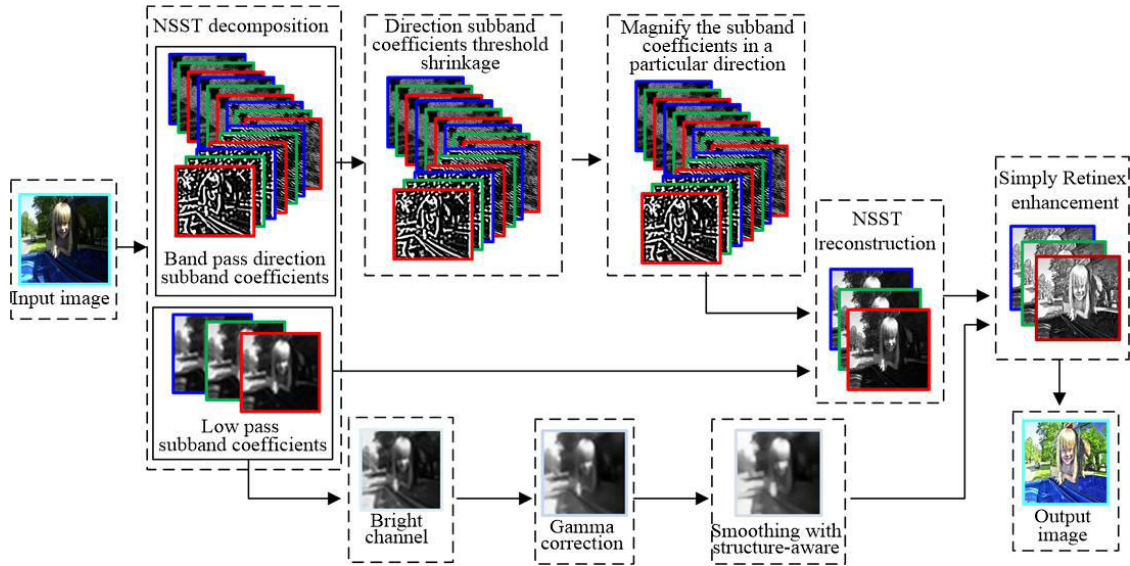 NSST decomposition
Band pass direction
subband coefficients
Low pass
subband coefficients
Input image
Direction subband
coefficients threshold
shrinkage
Magnify the subband
coefficients in a
particular direction
NSST
reconstruction
Simply Retinex
enhancement
Bright
channel
Gamma
correction
Smoothing with
structure-aware
Output
image